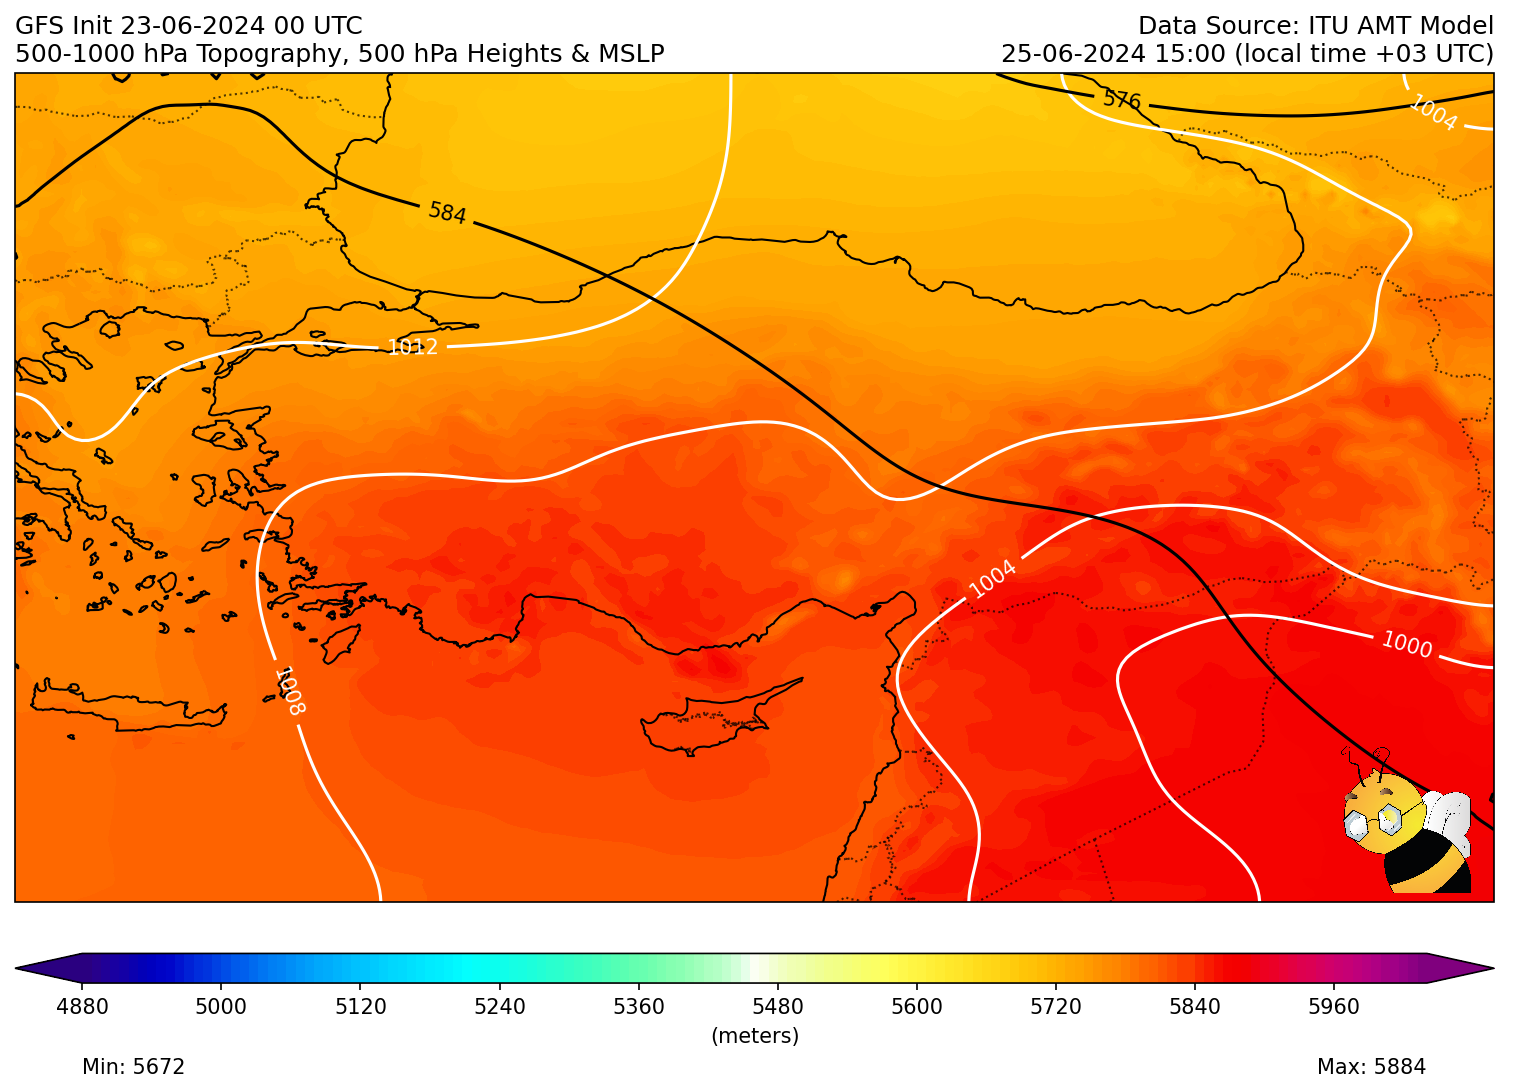 GFS Init 23-06-2024 00 UTC
Data Source: ITU AMT Model
500-1000 hPa Topography, 500 hPa Heights & MSLP
25-06-2024 15:00 (local time +03 UTC)
576
1004
584
1012
1004
1000
1008
4880 5000 5120 5240 5360 5480 5600 5720 5840 5960
(meters)
Min: 5672
Max: 5884